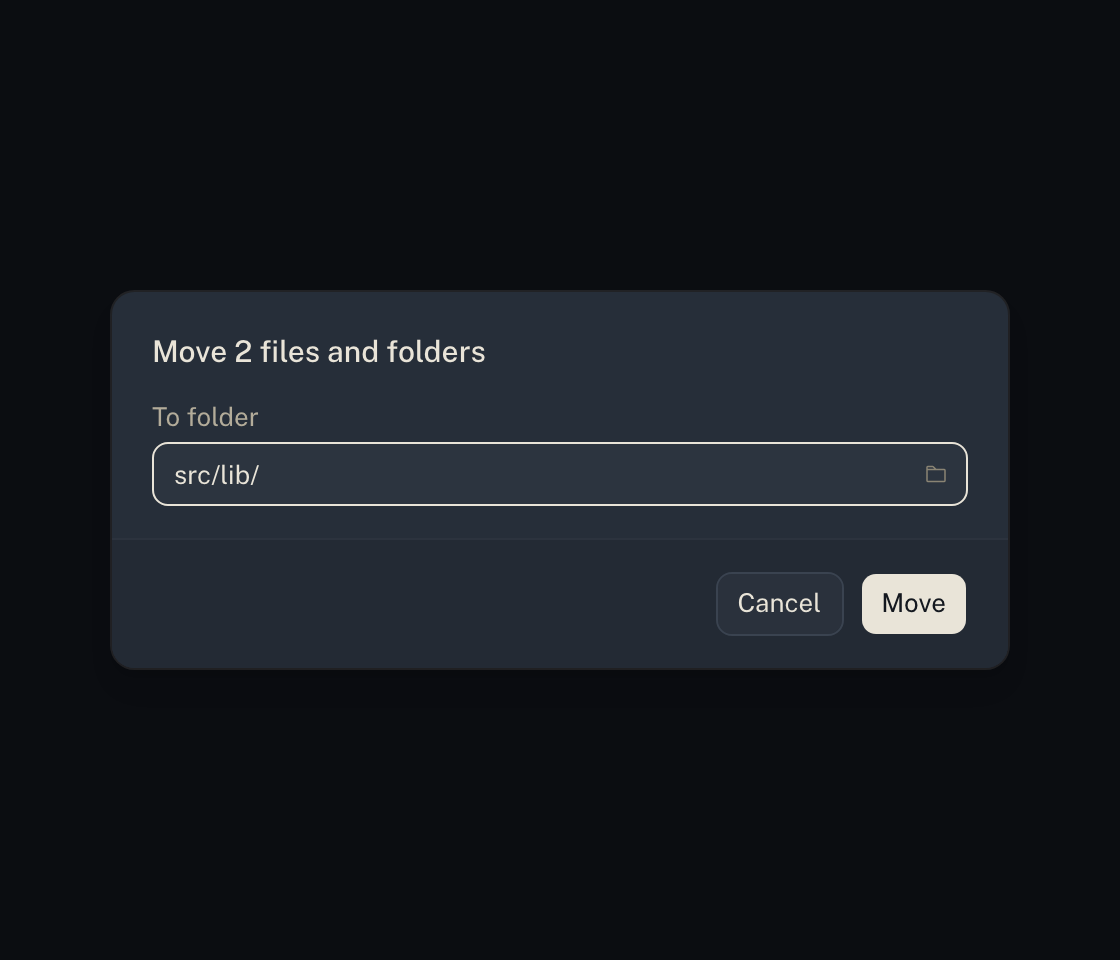 Move 2 files and folders
To folder
src/lib/
Cancel
Move